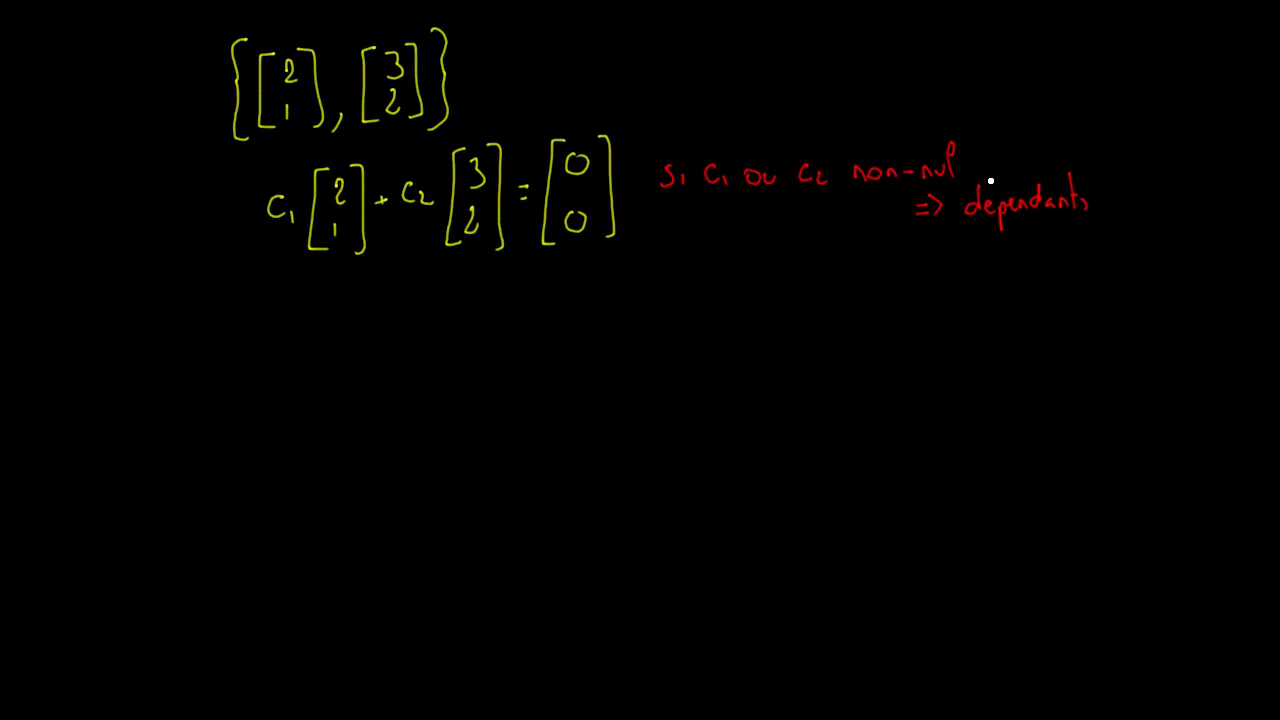 {[2 1], [3 2]}
c₁ [2 1] + c₂ [3 2] = [0 0]
si c₁ ou c₂ non-nul
=> dependants